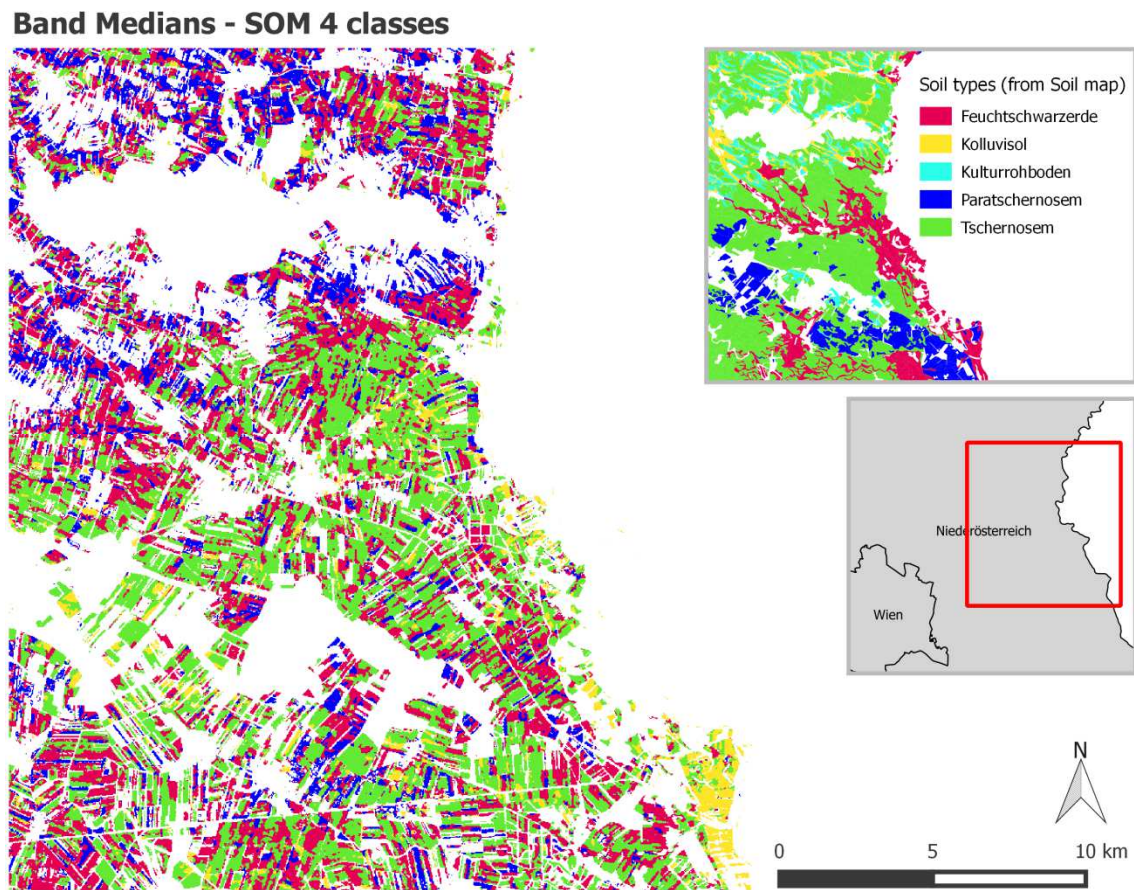 Band Medians - SOM 4 classes
Soil types (from Soil map)
Feuchtschwarzerde
Kolluvisol
Kulturrohboden
Paratschernosem
Tschernosem
Niederösterreich
Wien
N
0 5 10 km